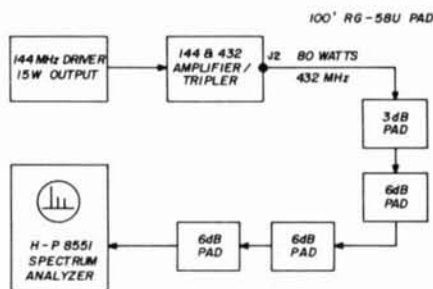 100' RG-58U PAD
144 MHz DRIVER
15W OUTPUT
144 & 432
AMPLIFIER/
TRIPLER
J2
80 WATTS
432 MHz
3dB
PAD
6dB
PAD
6dB
PAD
6dB
PAD
H-P 8551
SPECTRUM
ANALYZER